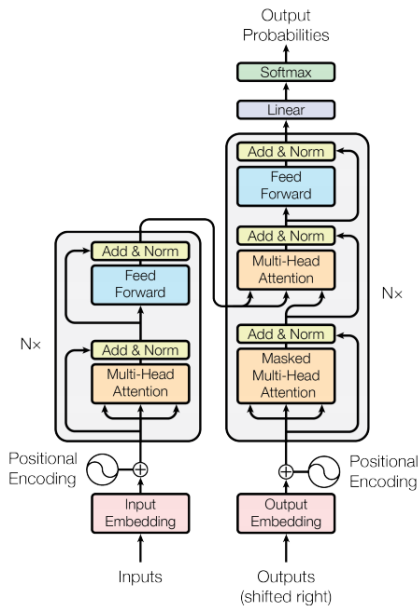 Output
Probabilities
Softmax
Linear
Add & Norm
Feed
Forward
Add & Norm
Multi-Head
Attention
Add & Norm
Masked
Multi-Head
Attention
Nx
Positional
Encoding
Output
Embedding
Outputs
(shifted right)
Add & Norm
Feed
Forward
Add & Norm
Multi-Head
Attention
Nx
Positional
Encoding
Input
Embedding
Inputs